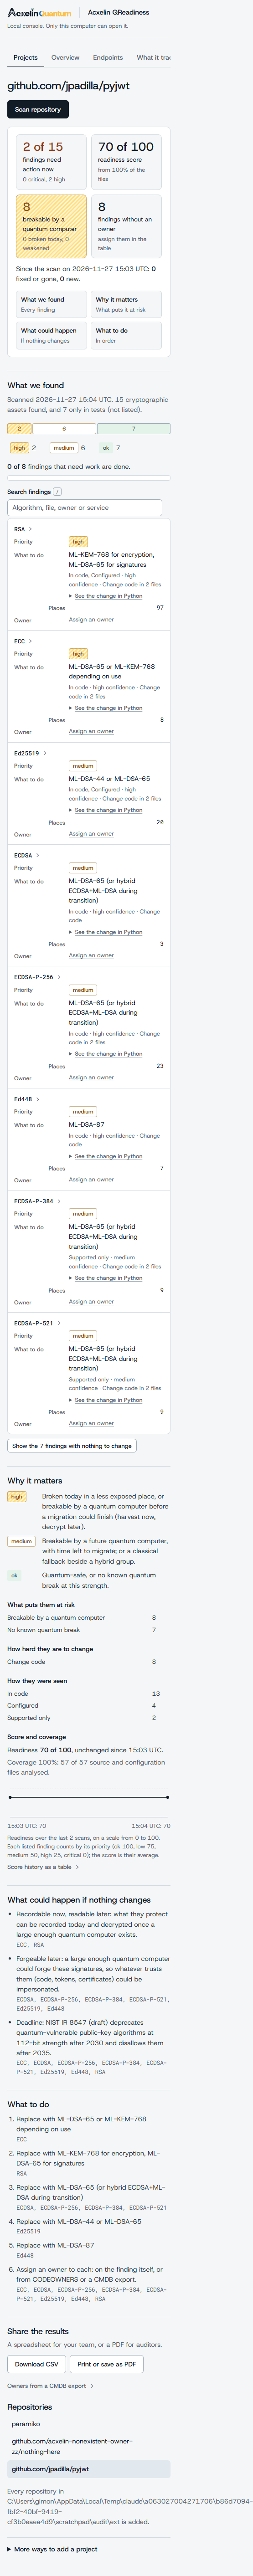 Acxelin Quantum
Acxelin QReadiness
Local console. Only this computer can open it.
Projects
Overview
Endpoints
What it trac
github.com/jpadilla/pyjwt
Scan repository
2 of 15
findings need
action now
0 critical, 2 high
70 of 100
readiness score
from 100% of the
files
8
breakable by a
quantum computer
0 broken today, 0
weakened
8
findings without an
owner
assign them in the
table
Since the scan on 2026-11-27 15:03 UTC: 0
fixed or gone, 0 new.
What we found
Every finding
Why it matters
What puts it at risk
What could happen
If nothing changes
What to do
In order
What we found
Scanned 2026-11-27 15:04 UTC. 15 cryptographic
assets found, and 7 only in tests (not listed).
2
6
7
high 2
medium 6
ok 7
0 of 8 findings that need work are done.
Search findings /
Algorithm, file, owner or service
RSA >
Priority
high
What to do
ML-KEM-768 for encryption,
ML-DSA-65 for signatures
In code, Configured · high
confidence · Change code in 2 files
▶ See the change in Python
Places
97
Owner
Assign an owner
ECC >
Priority
high
What to do
ML-DSA-65 or ML-KEM-768
depending on use
In code · high confidence · Change
code in 2 files
▶ See the change in Python
Places
8
Owner
Assign an owner
Ed25519 >
Priority
medium
What to do
ML-DSA-44 or ML-DSA-65
In code, Configured · high
confidence · Change code in 2 files
▶ See the change in Python
Places
20
Owner
Assign an owner
ECDSA >
Priority
medium
What to do
ML-DSA-65 (or hybrid
ECDSA+ML-DSA during
transition)
In code · high confidence · Change
code
▶ See the change in Python
Places
3
Owner
Assign an owner
ECDSA-P-256 >
Priority
medium
What to do
ML-DSA-65 (or hybrid
ECDSA+ML-DSA during
transition)
In code · high confidence · Change
code in 2 files
▶ See the change in Python
Places
23
Owner
Assign an owner
Ed448 >
Priority
medium
What to do
ML-DSA-87
In code · high confidence · Change
code
▶ See the change in Python
Places
7
Owner
Assign an owner
ECDSA-P-384 >
Priority
medium
What to do
ML-DSA-65 (or hybrid
ECDSA+ML-DSA during
transition)
Supported only · medium
confidence · Change code in 2 files
▶ See the change in Python
Places
9
Owner
Assign an owner
ECDSA-P-521 >
Priority
medium
What to do
ML-DSA-65 (or hybrid
ECDSA+ML-DSA during
transition)
Supported only · medium
confidence · Change code in 2 files
▶ See the change in Python
Places
9
Owner
Assign an owner
Show the 7 findings with nothing to change
Why it matters
high
Broken today in a less exposed place, or
breakable by a quantum computer before
a migration could finish (harvest now,
decrypt later).
medium
Breakable by a future quantum computer,
with time left to migrate; or a classical
fallback beside a hybrid group.
ok
Quantum-safe, or no known quantum
break at this strength.
What puts them at risk
Breakable by a quantum computer 8
No known quantum break 7
How hard they are to change
Change code 8
How they were seen
In code 13
Configured 4
Supported only 2
Score and coverage
Readiness 70 of 100, unchanged since 15:03 UTC.
Coverage 100%: 57 of 57 source and configuration
files analysed.
15:03 UTC: 70
15:04 UTC: 70
Readiness over the last 2 scans, on a scale from 0 to 100.
Each listed finding counts by its priority (ok 100, low 75,
medium 50, high 25, critical 0); the score is their average.
Score history as a table >
What could happen if nothing changes
• Recordable now, readable later: what they protect
can be recorded today and decrypted once a
large enough quantum computer exists.
ECC, RSA
• Forgeable later: a large enough quantum computer
could forge these signatures, so whatever trusts
them (code, tokens, certificates) could be
impersonated.
ECDSA, ECDSA-P-256, ECDSA-P-384, ECDSA-P-521,
Ed25519, Ed448
• Deadline: NIST IR 8547 (draft) deprecates
quantum-vulnerable public-key algorithms at
112-bit strength after 2030 and disallows them
after 2035.
ECC, ECDSA, ECDSA-P-256, ECDSA-P-384, ECDSA-
P-521, Ed25519, Ed448, RSA
What to do
1. Replace with ML-DSA-65 or ML-KEM-768
depending on use
ECC
2. Replace with ML-KEM-768 for encryption, ML-
DSA-65 for signatures
RSA
3. Replace with ML-DSA-65 (or hybrid ECDSA+ML-
DSA during transition)
ECDSA, ECDSA-P-256, ECDSA-P-384, ECDSA-P-521
4. Replace with ML-DSA-44 or ML-DSA-65
Ed25519
5. Replace with ML-DSA-87
Ed448
6. Assign an owner to each: on the finding itself, or
from CODEOWNERS or a CMDB export.
ECC, ECDSA, ECDSA-P-256, ECDSA-P-384, ECDSA-
P-521, Ed25519, Ed448, RSA
Share the results
A spreadsheet for your team, or a PDF for auditors.
Download CSV
Print or save as PDF
Owners from a CMDB export >
Repositories
paramiko
github.com/acxelin-nonexistent-owner-
zz/nothing-here
github.com/jpadilla/pyjwt
Every repository in
C:\Users\glmor\AppData\Local\Temp\claude\a063027004271706\b86d7094-
fbf2-40bf-9419-
cf3b0eaea4d9\scratchpad\audit\ext is added.
▶ More ways to add a project